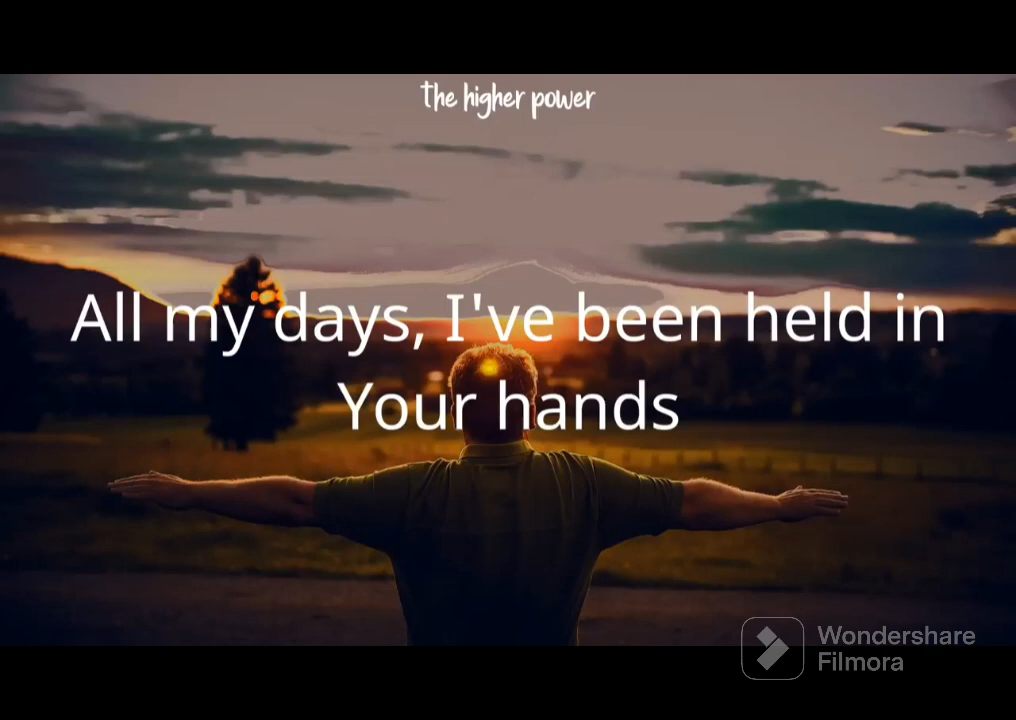 the higher power
All my days, I've been held in
Your hands
Wondershare
Filmora